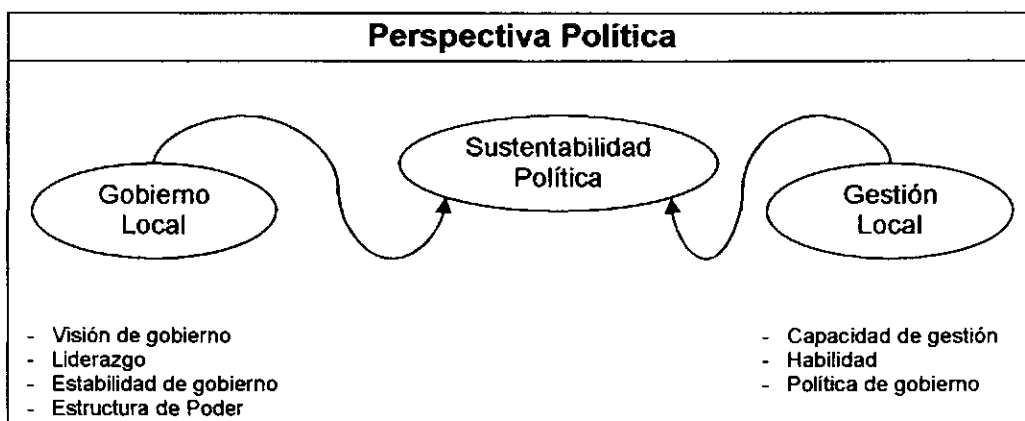 Perspectiva Política
Sustentabilidad
Política
Gobierno
Local
Gestión
Local
- Visión de gobierno
- Liderazgo
- Estabilidad de gobierno
- Estructura de Poder
- Capacidad de gestión
- Habilidad
- Política de gobierno